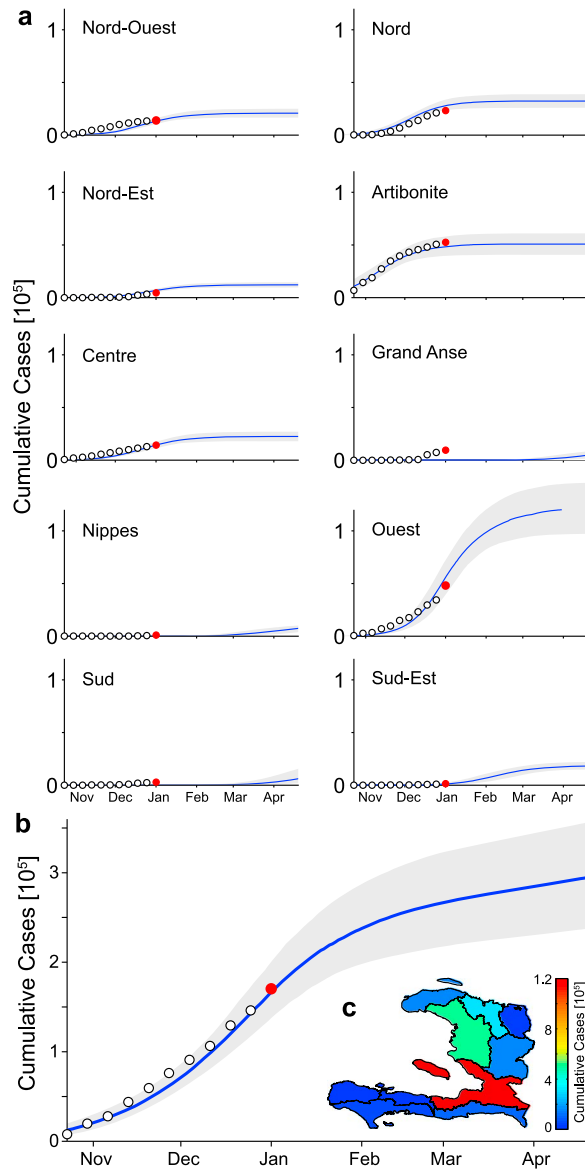 a
Nord-Ouest
Nord
1
0
1
0
Nord-Est
Artibonite
1
0
1
0
Cumulative Cases [10⁵]
Centre
Grand Anse
1
0
1
0
Nippes
Ouest
1
0
1
0
Sud
Sud-Est
1
0
1
0
Nov Dec Jan Feb Mar Apr
Nov Dec Jan Feb Mar Apr
b
Cumulative Cases [10⁵]
3
2
1
0
Nov Dec Jan Feb Mar Apr
c
1.2
8
4
0
Cumulative Cases [10⁵]